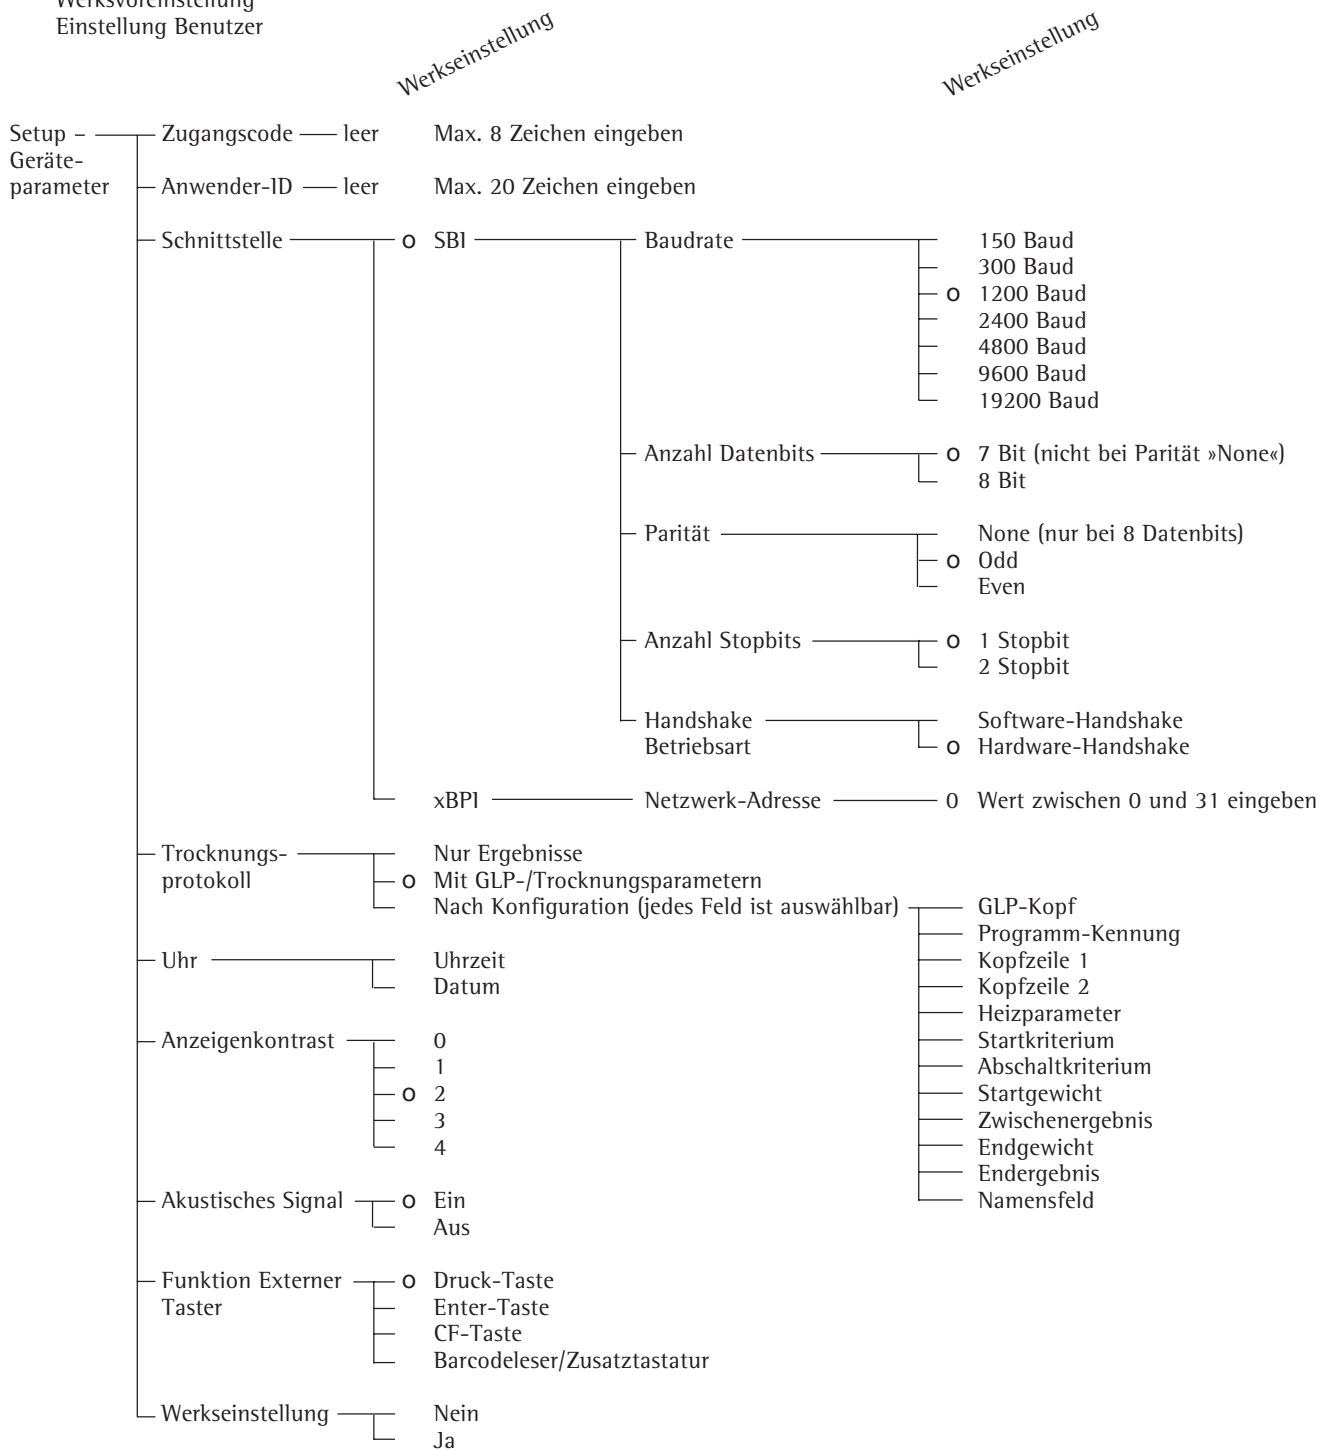 Werksvoreinstellung
Einstellung Benutzer
Werkseinstellung Werkseinstellung
Setup – Zugangscode leer Max. 8 Zeichen eingeben
Geräte-
parameter Anwender-ID leer Max. 20 Zeichen eingeben
Schnittstelle o SBI Baudrate 150 Baud
300 Baud
o 1200 Baud
2400 Baud
4800 Baud
9600 Baud
19200 Baud
Anzahl Datenbits o 7 Bit (nicht bei Parität »None«)
8 Bit
Parität None (nur bei 8 Datenbits)
o Odd
Even
Anzahl Stopbits o 1 Stopbit
2 Stopbit
Handshake Software-Handshake
Betriebsart o Hardware-Handshake
xBPI Netzwerk-Adresse 0 Wert zwischen 0 und 31 eingeben
Trocknungs- Nur Ergebnisse
protokoll o Mit GLP-/Trocknungsparametern
Nach Konfiguration (jedes Feld ist auswählbar) GLP-Kopf
Programm-Kennung
Uhr Uhrzeit Kopfzeile 1
Datum Kopfzeile 2
Heizparameter
Anzeigenkontrast 0 Startkriterium
1 Abschaltkriterium
o 2 Startgewicht
3 Zwischenergebnis
4 Endgewicht
Endergebnis
Akustisches Signal o Ein Namensfeld
Aus
Funktion Externer o Druck-Taste
Taster Enter-Taste
CF-Taste
Barcodeleser/Zusatztastatur
Werkseinstellung Nein
Ja